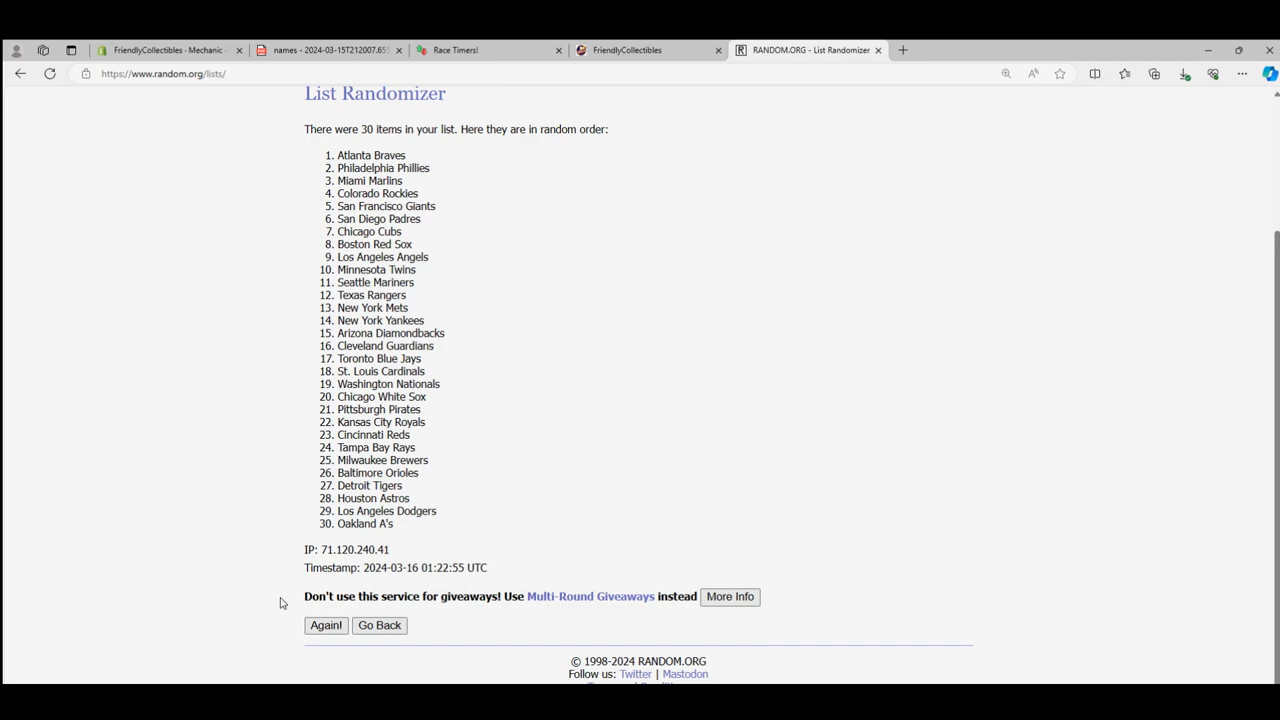 FriendlyCollectibles - Mechanic -
names - 2024-03-15T212007.65
Race Timers!
FriendlyCollectibles
RANDOM.ORG - List Randomizer
https://www.random.org/lists/
List Randomizer
There were 30 items in your list. Here they are in random order:
1. Atlanta Braves
2. Philadelphia Phillies
3. Miami Marlins
4. Colorado Rockies
5. San Francisco Giants
6. San Diego Padres
7. Chicago Cubs
8. Boston Red Sox
9. Los Angeles Angels
10. Minnesota Twins
11. Seattle Mariners
12. Texas Rangers
13. New York Mets
14. New York Yankees
15. Arizona Diamondbacks
16. Cleveland Guardians
17. Toronto Blue Jays
18. St. Louis Cardinals
19. Washington Nationals
20. Chicago White Sox
21. Pittsburgh Pirates
22. Kansas City Royals
23. Cincinnati Reds
24. Tampa Bay Rays
25. Milwaukee Brewers
26. Baltimore Orioles
27. Detroit Tigers
28. Houston Astros
29. Los Angeles Dodgers
30. Oakland A's
IP: 71.120.240.41
Timestamp: 2024-03-16 01:22:55 UTC
Don't use this service for giveaways! Use Multi-Round Giveaways instead More Info
Again! Go Back
© 1998-2024 RANDOM.ORG
Follow us: Twitter | Mastodon